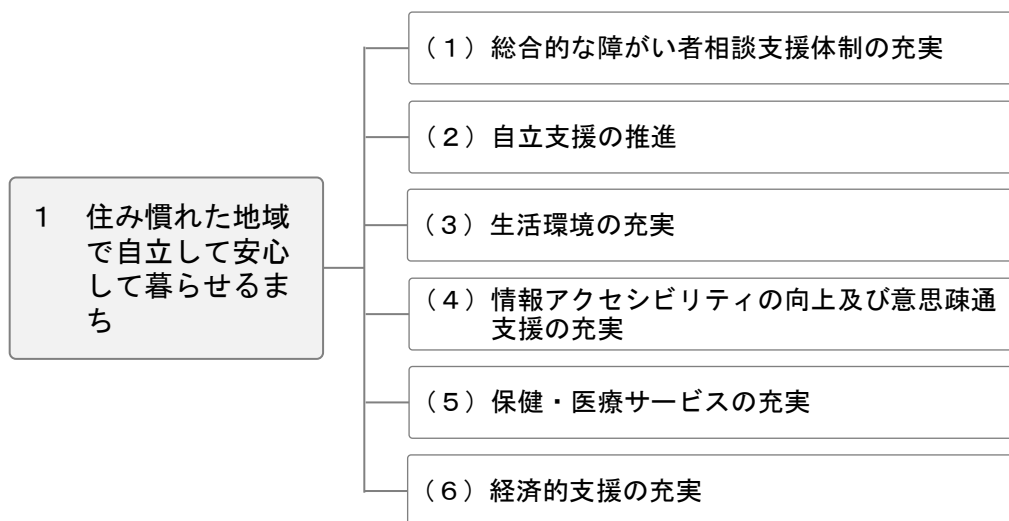 1 住み慣れた地域
で自立して安心
して暮らせるま
ち
(1)総合的な障がい者相談支援体制の充実
(2)自立支援の推進
(3)生活環境の充実
(4)情報アクセシビリティの向上及び意思疎通
支援の充実
(5)保健・医療サービスの充実
(6)経済的支援の充実